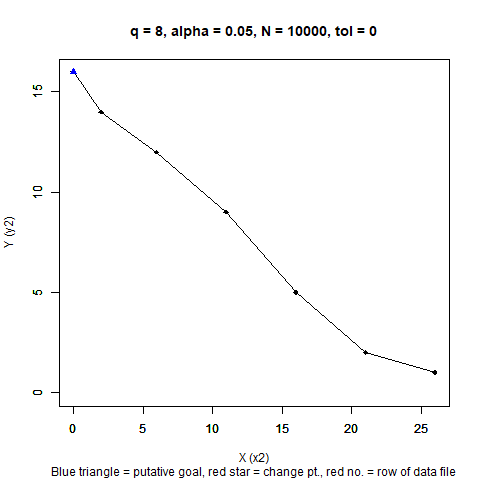 q = 8, alpha = 0.05, N = 10000, tol = 0
Y (y2)
15
10
5
0
0 5 10 15 20 25
X (x2)
Blue triangle = putative goal, red star = change pt., red no. = row of data file